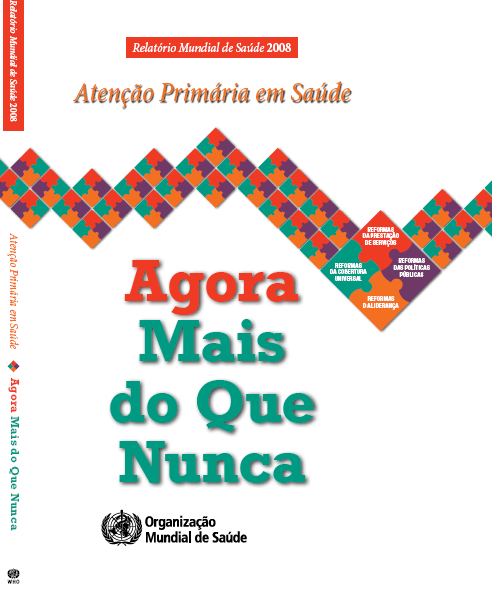 Relatório Mundial de Saúde 2008
Atenção Primária em Saúde
REFORMAS
DA PRESTAÇÃO
DE SERVIÇOS
REFORMAS
DAS POLÍTICAS
PÚBLICAS
REFORMAS
DA COBERTURA
UNIVERSAL
REFORMAS
DA LIDERANÇA
Agora
Mais
do Que
Nunca
Organização
Mundial de Saúde
Relatório Mundial de Saúde 2008
Atenção Primária em Saúde
Agora Mais do Que Nunca
WHO